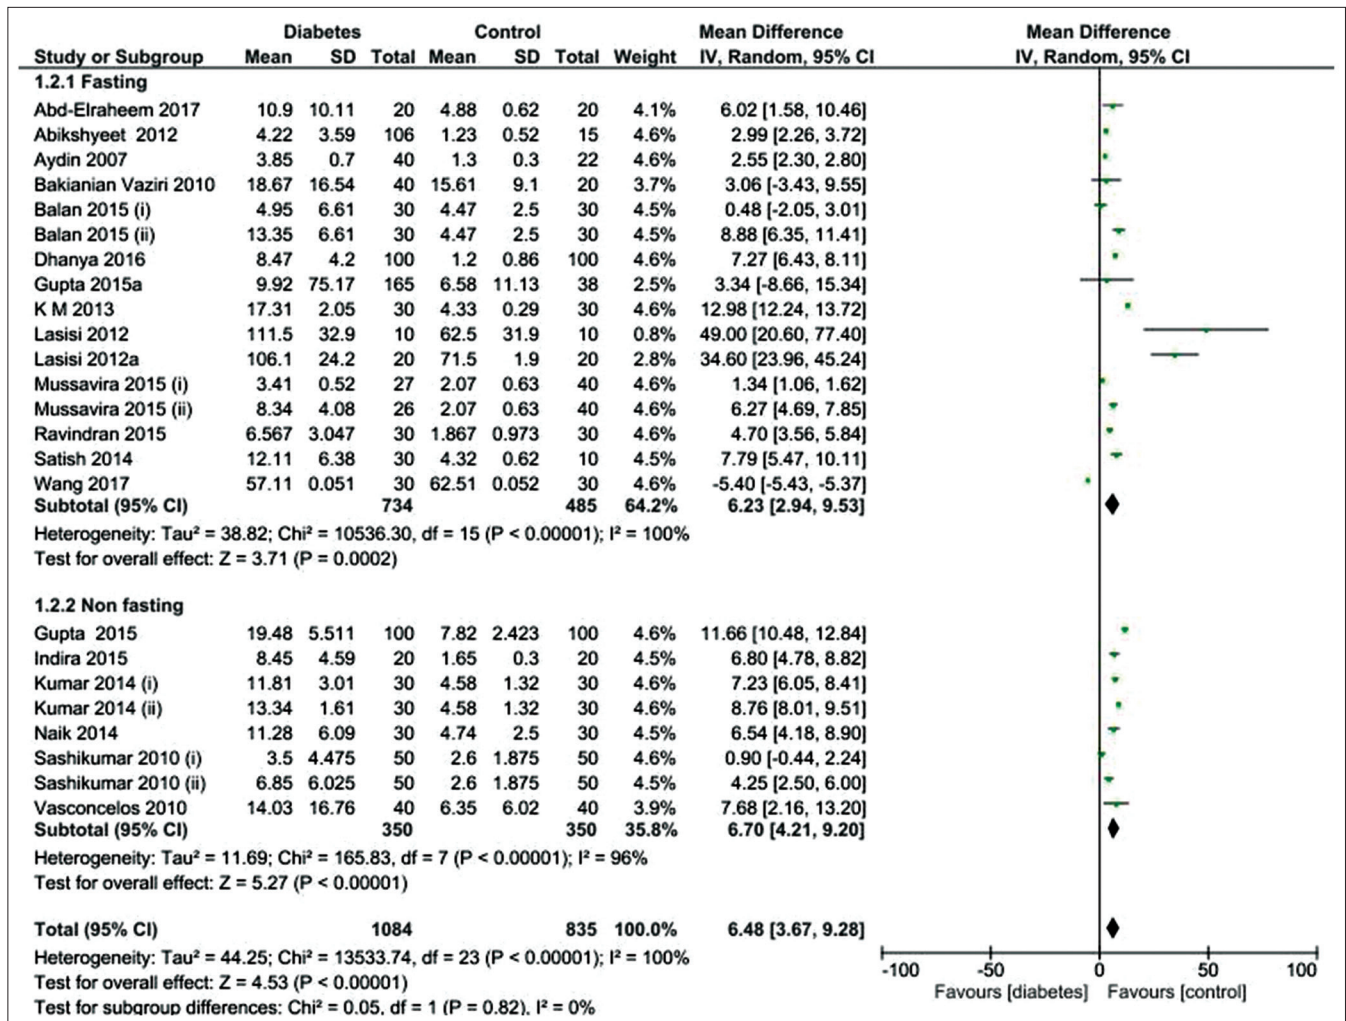 Diabetes Control Mean Difference Mean Difference
Study or Subgroup Mean SD Total Mean SD Total Weight IV, Random, 95% CI IV, Random, 95% CI
1.2.1 Fasting
Abd-Elraheem 2017 10.9 10.11 20 4.88 0.62 20 4.1% 6.02 [1.58, 10.46]
Abikshyeet 2012 4.22 3.59 106 1.23 0.52 15 4.6% 2.99 [2.26, 3.72]
Aydin 2007 3.85 0.7 40 1.3 0.3 22 4.6% 2.55 [2.30, 2.80]
Bakianian Vaziri 2010 18.67 16.54 40 15.61 9.1 20 3.7% 3.06 [-3.43, 9.55]
Balan 2015 (i) 4.95 6.61 30 4.47 2.5 30 4.5% 0.48 [-2.05, 3.01]
Balan 2015 (ii) 13.35 6.61 30 4.47 2.5 30 4.5% 8.88 [6.35, 11.41]
Dhanya 2016 8.47 4.2 100 1.2 0.86 100 4.6% 7.27 [6.43, 8.11]
Gupta 2015a 9.92 75.17 165 6.58 11.13 38 2.5% 3.34 [-8.66, 15.34]
K M 2013 17.31 2.05 30 4.33 0.29 30 4.6% 12.98 [12.24, 13.72]
Lasisi 2012 111.5 32.9 10 62.5 31.9 10 0.8% 49.00 [20.60, 77.40]
Lasisi 2012a 106.1 24.2 20 71.5 1.9 20 2.8% 34.60 [23.96, 45.24]
Mussavira 2015 (i) 3.41 0.52 27 2.07 0.63 40 4.6% 1.34 [1.06, 1.62]
Mussavira 2015 (ii) 8.34 4.08 26 2.07 0.63 40 4.6% 6.27 [4.69, 7.85]
Ravindran 2015 6.567 3.047 30 1.867 0.973 30 4.6% 4.70 [3.56, 5.84]
Satish 2014 12.11 6.38 30 4.32 0.62 10 4.5% 7.79 [5.47, 10.11]
Wang 2017 57.11 0.051 30 62.51 0.052 30 4.6% -5.40 [-5.43, -5.37]
Subtotal (95% CI) 734 485 64.2% 6.23 [2.94, 9.53]
Heterogeneity: Tau² = 38.82; Chi² = 10536.30, df = 15 (P < 0.00001); I² = 100%
Test for overall effect: Z = 3.71 (P = 0.0002)
1.2.2 Non fasting
Gupta 2015 19.48 5.511 100 7.82 2.423 100 4.6% 11.66 [10.48, 12.84]
Indira 2015 8.45 4.59 20 1.65 0.3 20 4.5% 6.80 [4.78, 8.82]
Kumar 2014 (i) 11.81 3.01 30 4.58 1.32 30 4.6% 7.23 [6.05, 8.41]
Kumar 2014 (ii) 13.34 1.61 30 4.58 1.32 30 4.6% 8.76 [8.01, 9.51]
Naik 2014 11.28 6.09 30 4.74 2.5 30 4.5% 6.54 [4.18, 8.90]
Sashikumar 2010 (i) 3.5 4.475 50 2.6 1.875 50 4.6% 0.90 [-0.44, 2.24]
Sashikumar 2010 (ii) 6.85 6.025 50 2.6 1.875 50 4.5% 4.25 [2.50, 6.00]
Vasconcelos 2010 14.03 16.76 40 6.35 6.02 40 3.9% 7.68 [2.16, 13.20]
Subtotal (95% CI) 350 350 35.8% 6.70 [4.21, 9.20]
Heterogeneity: Tau² = 11.69; Chi² = 165.83, df = 7 (P < 0.00001); I² = 96%
Test for overall effect: Z = 5.27 (P < 0.00001)
Total (95% CI) 1084 835 100.0% 6.48 [3.67, 9.28]
Heterogeneity: Tau² = 44.25; Chi² = 13533.74, df = 23 (P < 0.00001); I² = 100%
Test for overall effect: Z = 4.53 (P < 0.00001)
Test for subgroup differences: Chi² = 0.05, df = 1 (P = 0.82), I² = 0%
-100 -50 0 50 100
Favours [diabetes] Favours [control]